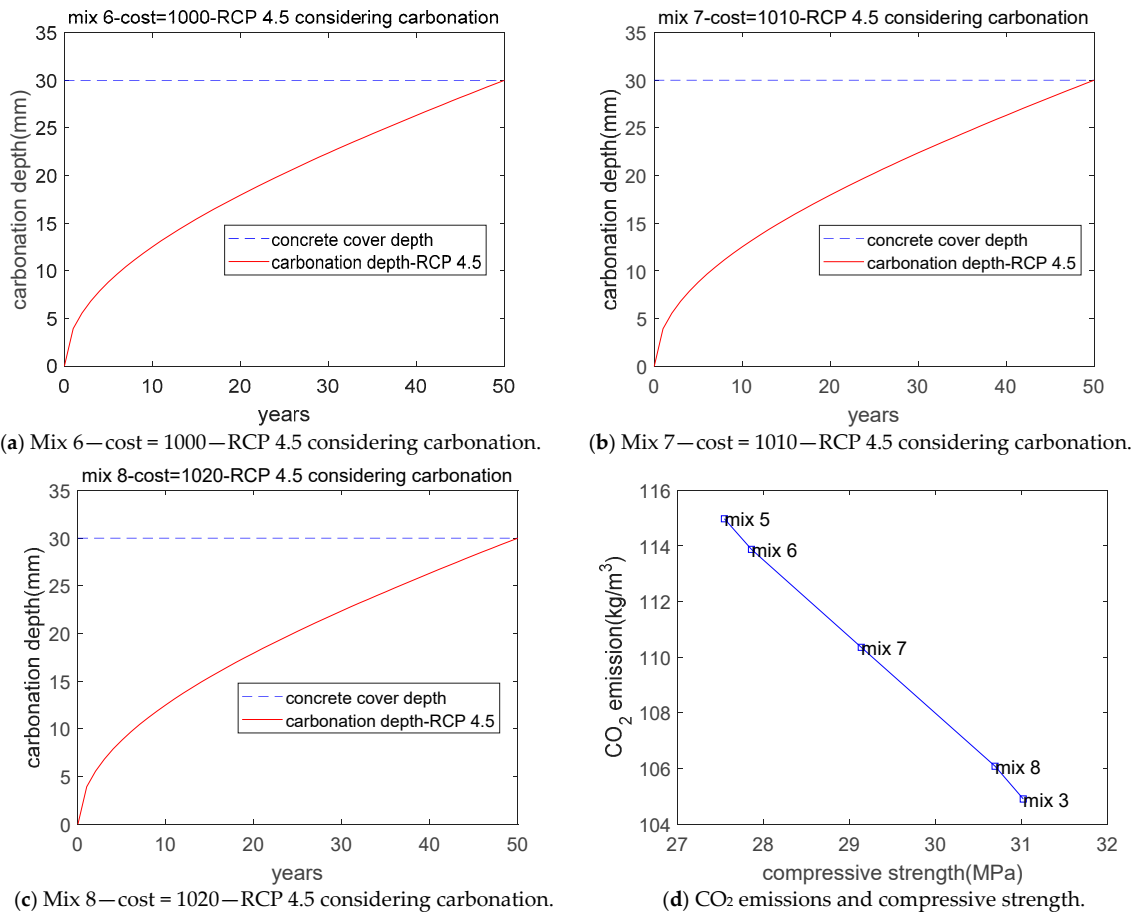 mix 6-cost=1000-RCP 4.5 considering carbonation
35
30
25
20
15
10
5
0
carbonation depth(mm)
concrete cover depth
carbonation depth-RCP 4.5
0 10 20 30 40 50
years
(a) Mix 6—cost = 1000—RCP 4.5 considering carbonation.
mix 7-cost=1010-RCP 4.5 considering carbonation
35
30
25
20
15
10
5
0
carbonation depth(mm)
concrete cover depth
carbonation depth-RCP 4.5
0 10 20 30 40 50
years
(b) Mix 7—cost = 1010—RCP 4.5 considering carbonation.
mix 8-cost=1020-RCP 4.5 considering carbonation
35
30
25
20
15
10
5
0
carbonation depth(mm)
concrete cover depth
carbonation depth-RCP 4.5
0 10 20 30 40 50
years
(c) Mix 8—cost = 1020—RCP 4.5 considering carbonation.
116
114
112
110
108
106
104
CO₂ emission(kg/m³)
mix 5
mix 6
mix 7
mix 8
mix 3
27 28 29 30 31 32
compressive strength(MPa)
(d) CO₂ emissions and compressive strength.